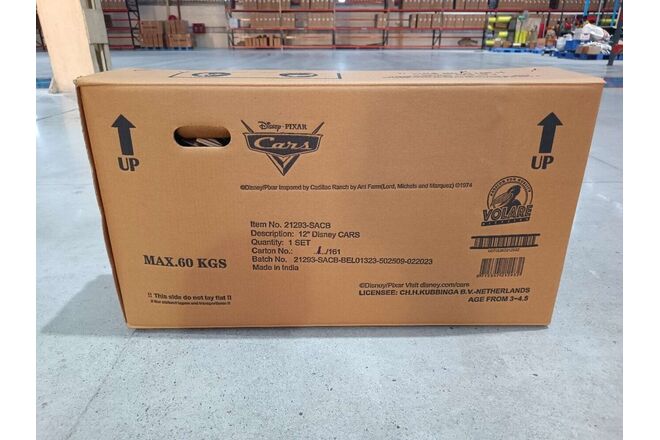 UP
Disney · PIXAR
Cars
UP
©Disney/Pixar Inspored by Cadillac Ranch by Ant Farm(Lord, Michels and Marquez) ©1974
VOLARE
Item No. 21293-SACB
Description: 12" Disney CARS
Quantity: 1 SET
Carton No.: 1/161
Batch No. 21293-SACB-BEL01323-502509-022023
Made in India
MAX.60 KGS
!! This side do not lay flat !!
©Disney/Pixar Visit disney.com/cars
LICENSEE: CH.H.KUBBINGA B.V.-NETHERLANDS
AGE FROM 3-4.5